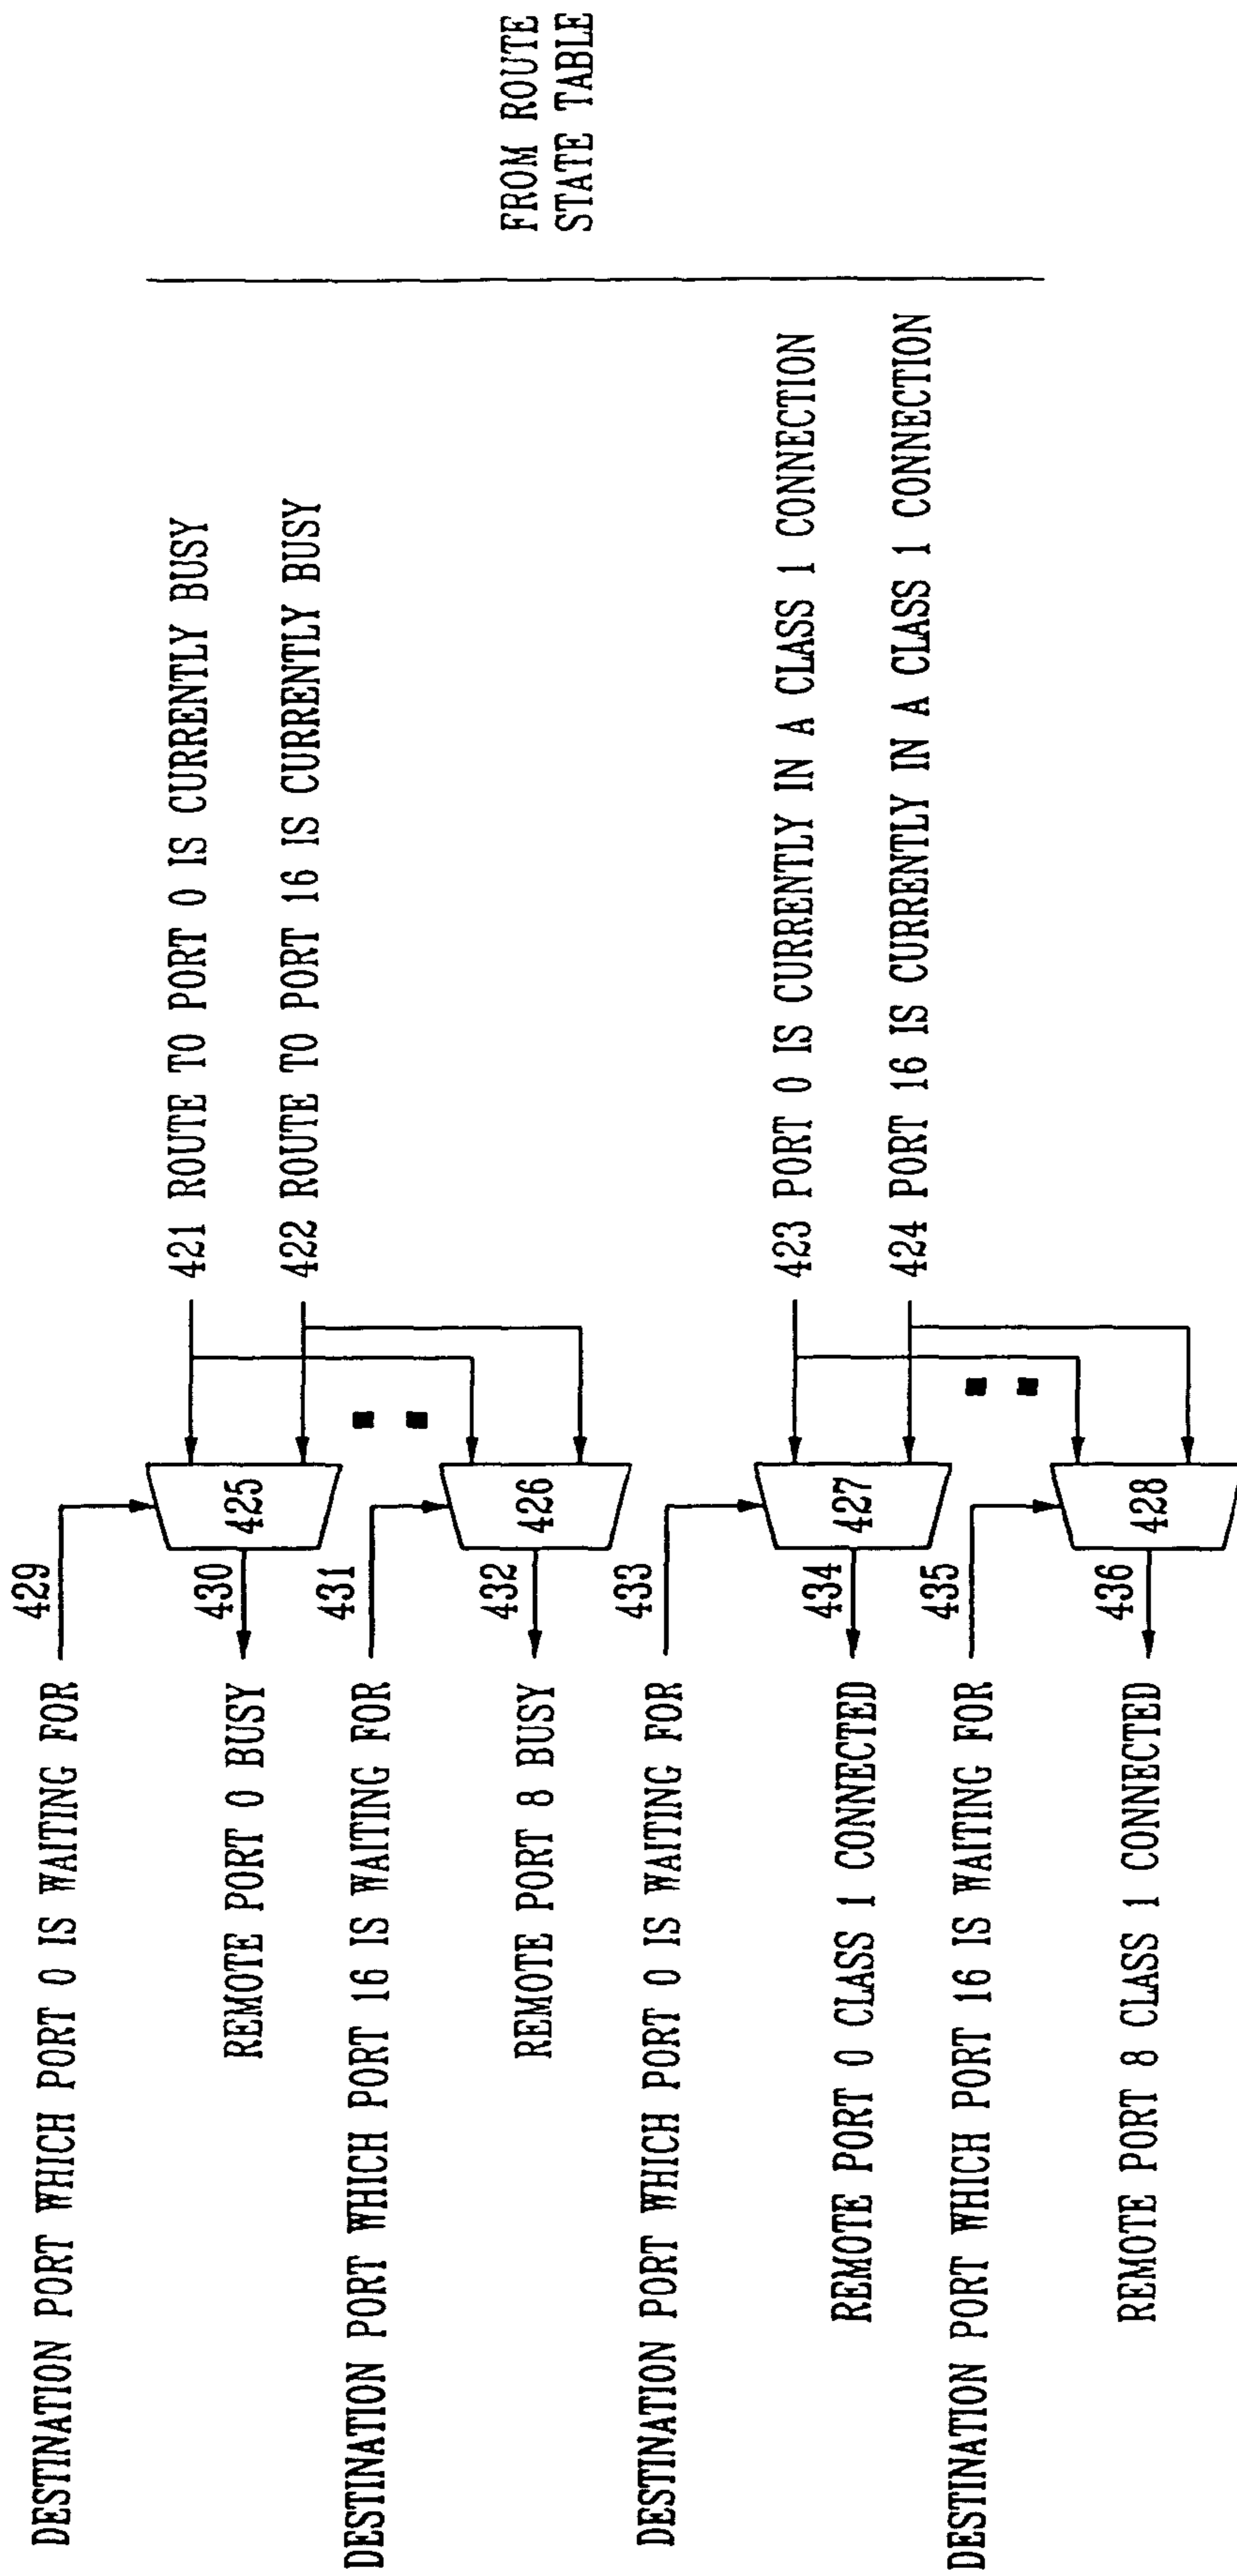 DESTINATION PORT WHICH PORT 0 IS WAITING FOR
429
425
421 ROUTE TO PORT 0 IS CURRENTLY BUSY
REMOTE PORT 0 BUSY
430
422 ROUTE TO PORT 16 IS CURRENTLY BUSY
DESTINATION PORT WHICH PORT 16 IS WAITING FOR
431
426
REMOTE PORT 8 BUSY
432
FROM ROUTE
STATE TABLE
DESTINATION PORT WHICH PORT 0 IS WAITING FOR
433
427
423 PORT 0 IS CURRENTLY IN A CLASS 1 CONNECTION
REMOTE PORT 0 CLASS 1 CONNECTED
434
424 PORT 16 IS CURRENTLY IN A CLASS 1 CONNECTION
DESTINATION PORT WHICH PORT 16 IS WAITING FOR
435
428
REMOTE PORT 8 CLASS 1 CONNECTED
436